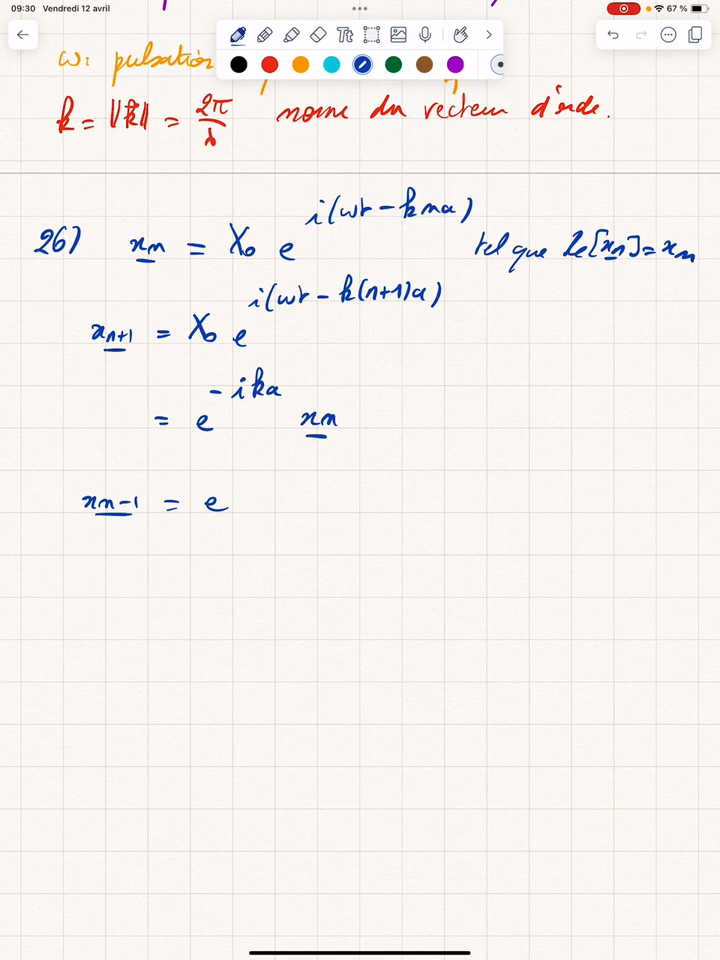 09:30 Vendredi 12 avril
67 %
ω: pulsation
k = ||k|| = 2π/λ norme du vecteur d'onde.
26) xn = X0 e^i(ωt - kna) tel que Re[xn] = xn
xn+1 = X0 e^i(ωt - k(n+1)a)
= e^-ika xn
xn-1 = e